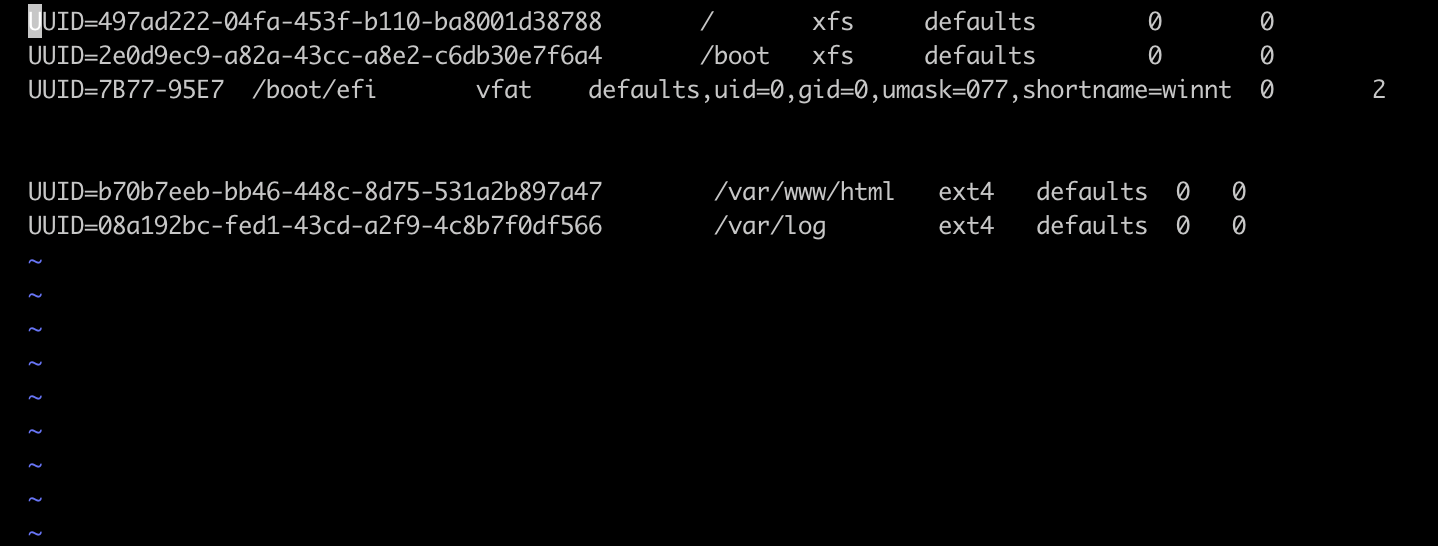 UUID=497ad222-04fa-453f-b110-ba8001d38788 / xfs defaults 0 0
UUID=2e0d9ec9-a82a-43cc-a8e2-c6db30e7f6a4 /boot xfs defaults 0 0
UUID=7B77-95E7 /boot/efi vfat defaults,uid=0,gid=0,umask=077,shortname=winnt 0 2
UUID=b70b7eeb-bb46-448c-8d75-531a2b897a47 /var/www/html ext4 defaults 0 0
UUID=08a192bc-fed1-43cd-a2f9-4c8b7f0df566 /var/log ext4 defaults 0 0
~
~
~
~
~
~
~
~
~